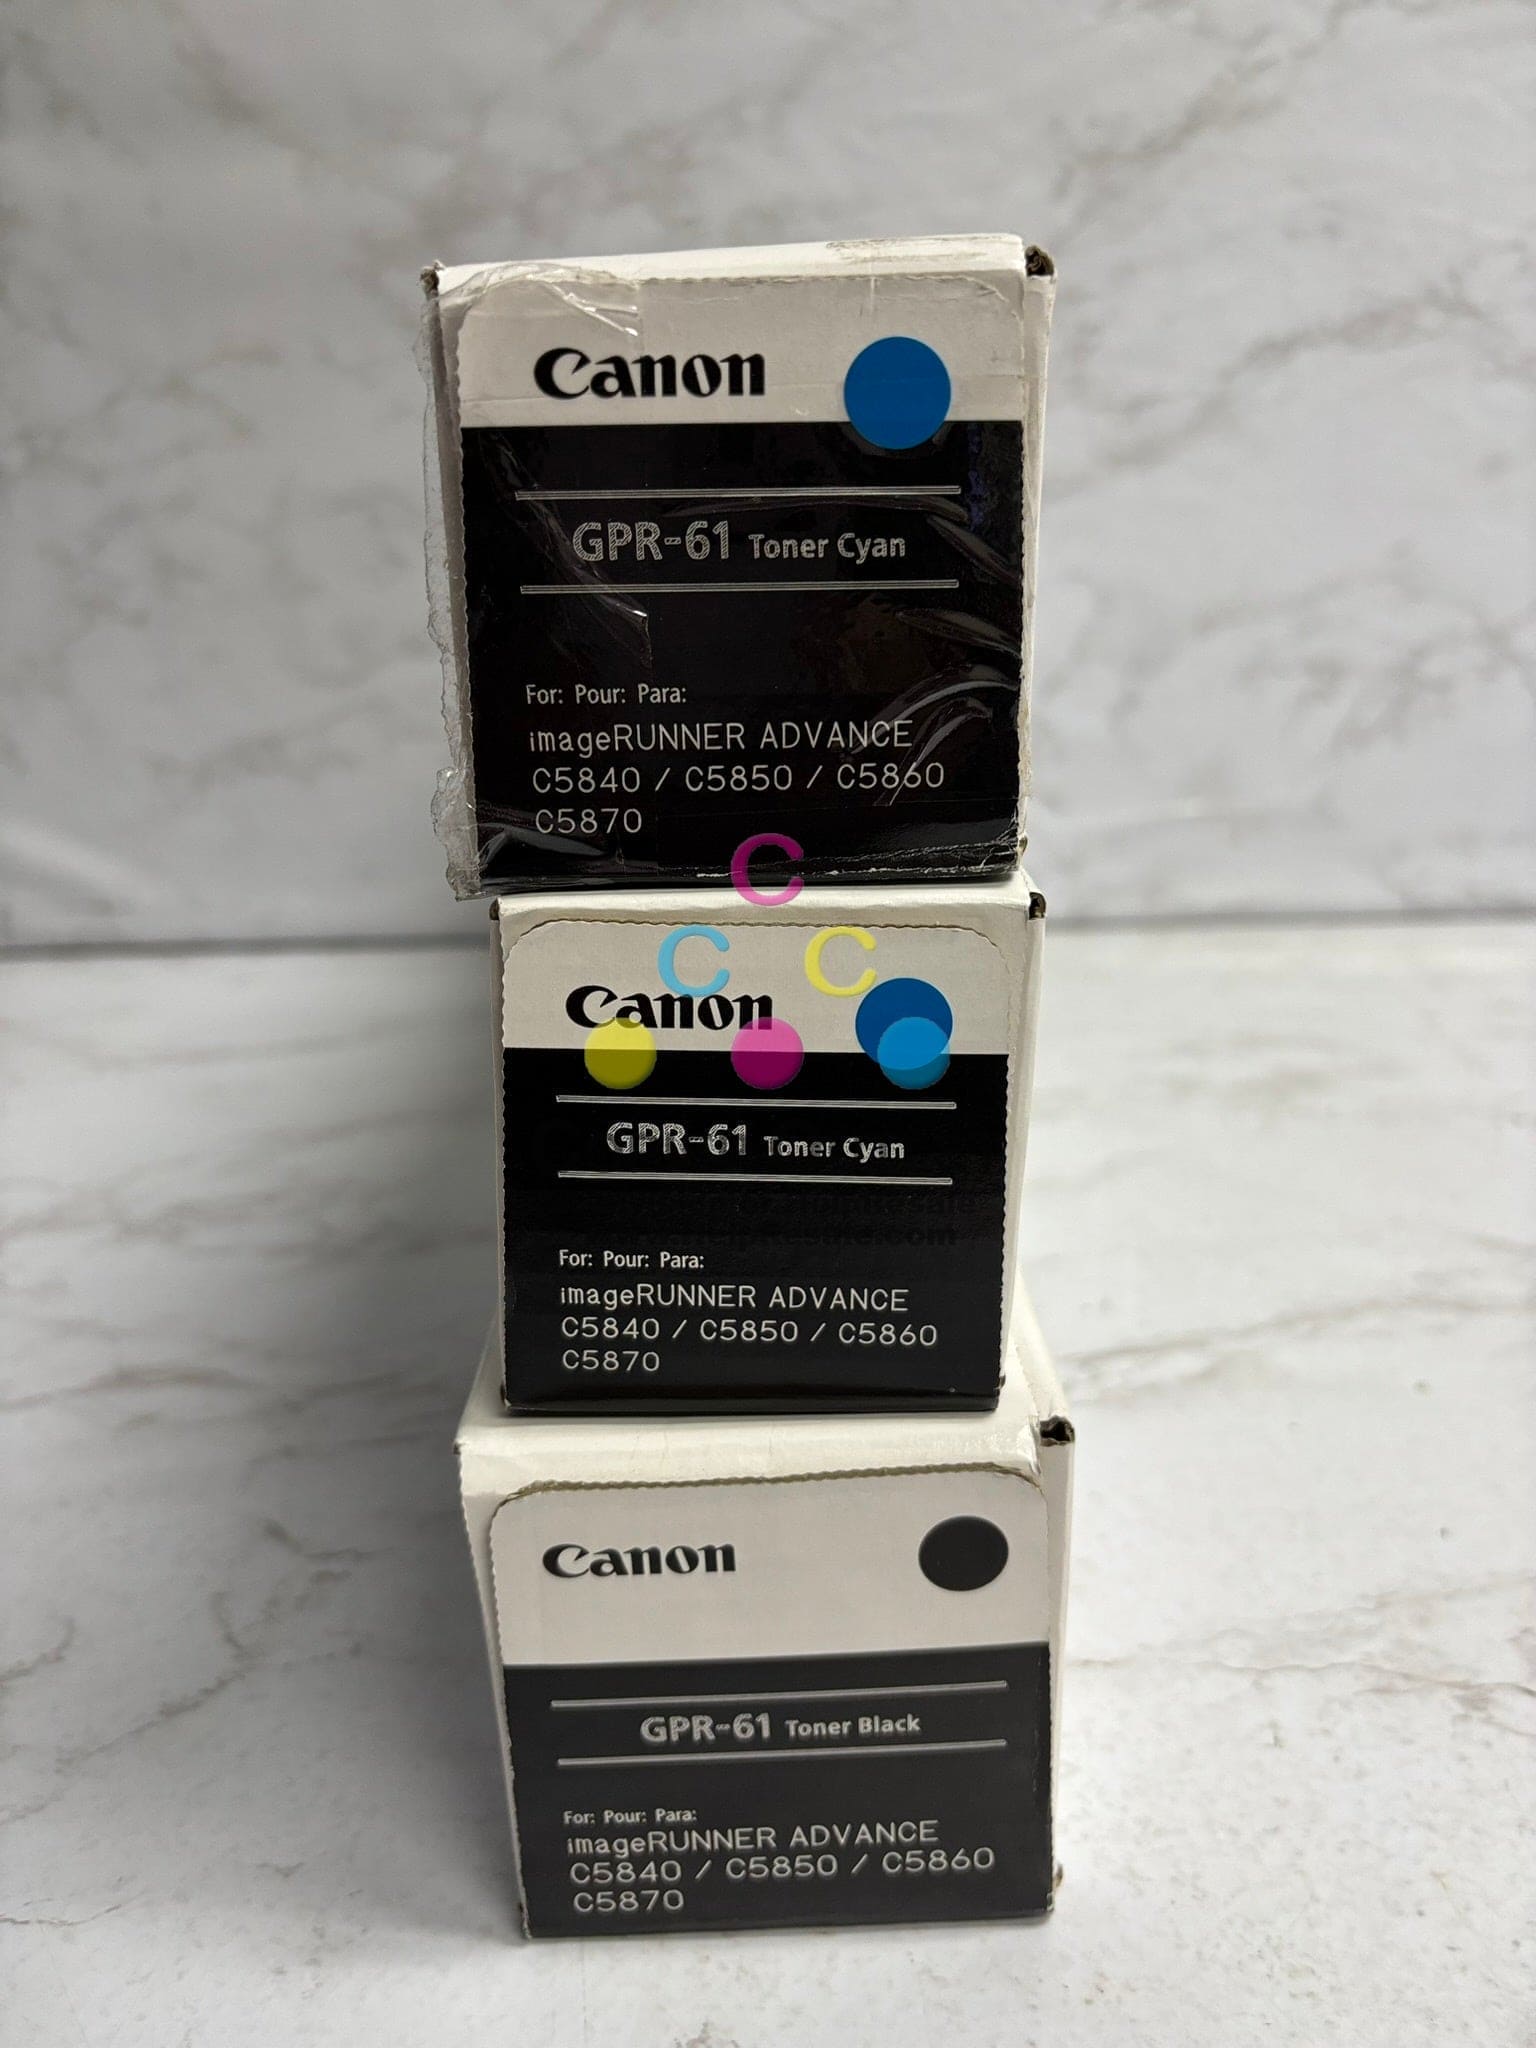 Canon
GPR-61 Toner Cyan
For: Pour: Para:
imageRUNNER ADVANCE
C5840 / C5850 / C5860
C5870
C
C C
Canon
GPR-61 Toner Cyan
For: Pour: Para:
imageRUNNER ADVANCE
C5840 / C5850 / C5860
C5870
Canon
GPR-61 Toner Black
For: Pour: Para:
imageRUNNER ADVANCE
C5840 / C5850 / C5860
C5870